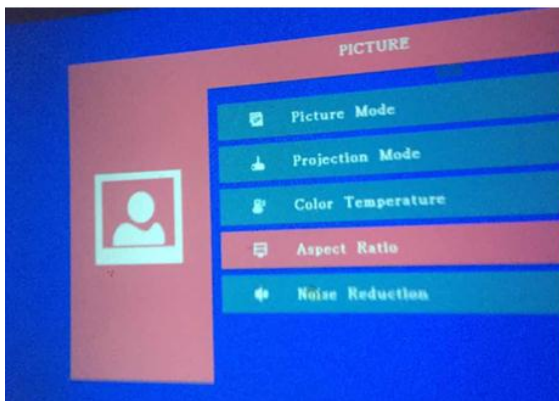 PICTURE
Picture Mode
Projection Mode
Color Temperature
Aspect Ratio
Noise Reduction